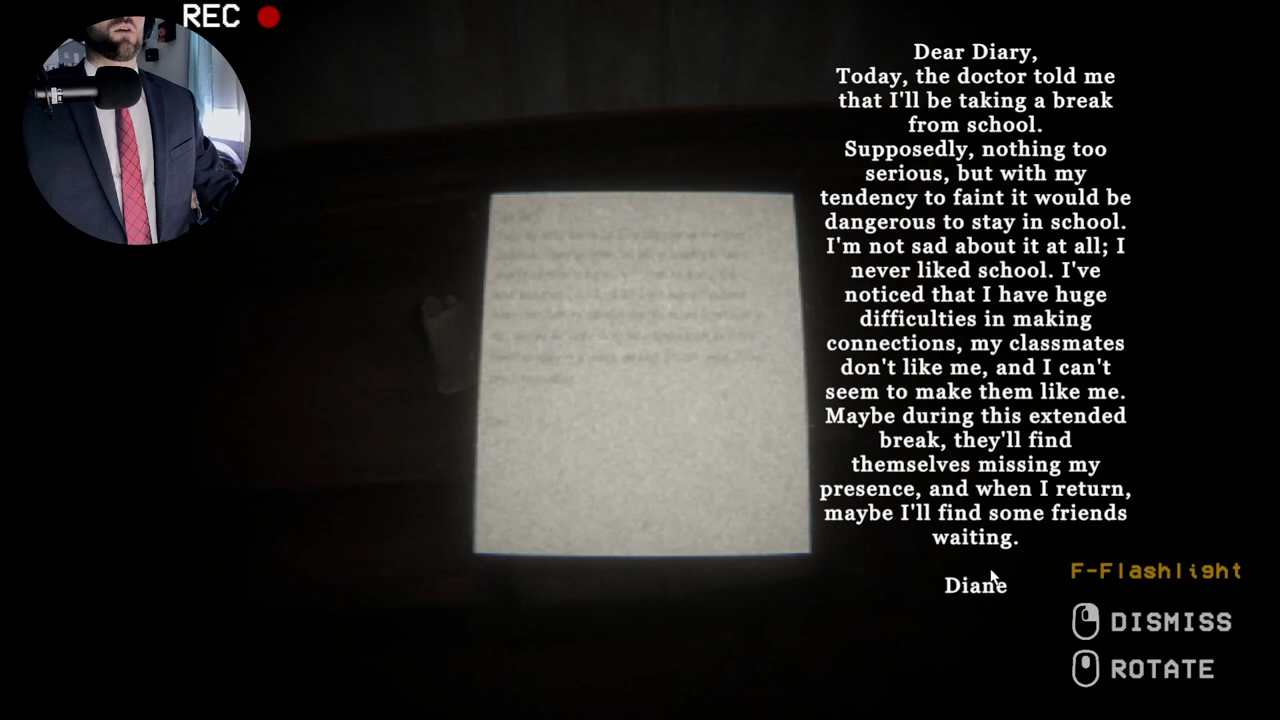 REC
Dear Diary,
Today, the doctor told me
that I'll be taking a break
from school.
Supposedly, nothing too
serious, but with my
tendency to faint it would be
dangerous to stay in school.
I'm not sad about it at all; I
never liked school. I've
noticed that I have huge
difficulties in making
connections, my classmates
don't like me, and I can't
seem to make them like me.
Maybe during this extended
break, they'll find
themselves missing my
presence, and when I return,
maybe I'll find some friends
waiting.
Diane
F-Flashlight
DISMISS
ROTATE